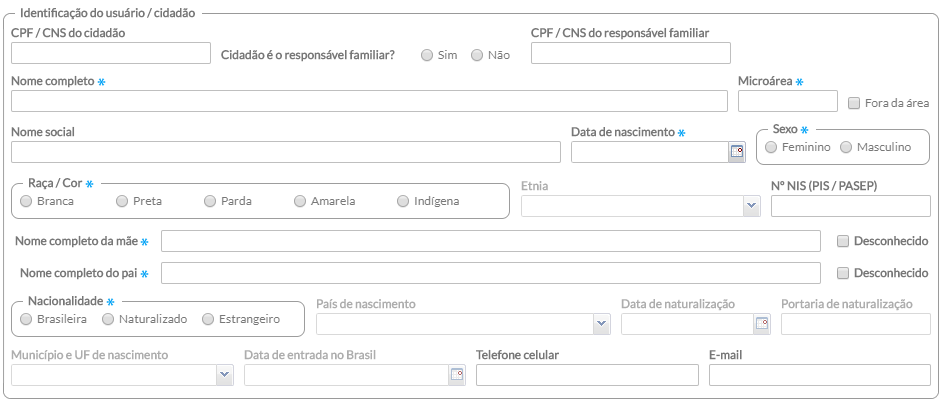 Identificação do usuário / cidadão
CPF / CNS do cidadão
Cidadão é o responsável familiar? Sim Não
CPF / CNS do responsável familiar
Nome completo *
Microárea *
Fora da área
Nome social
Data de nascimento *
Sexo *
Feminino Masculino
Raça / Cor *
Branca Preta Parda Amarela Indígena
Etnia
Nº NIS (PIS / PASEP)
Nome completo da mãe * Desconhecido
Nome completo do pai * Desconhecido
Nacionalidade *
Brasileira Naturalizado Estrangeiro
País de nascimento
Data de naturalização
Portaria de naturalização
Município e UF de nascimento
Data de entrada no Brasil
Telefone celular
E-mail